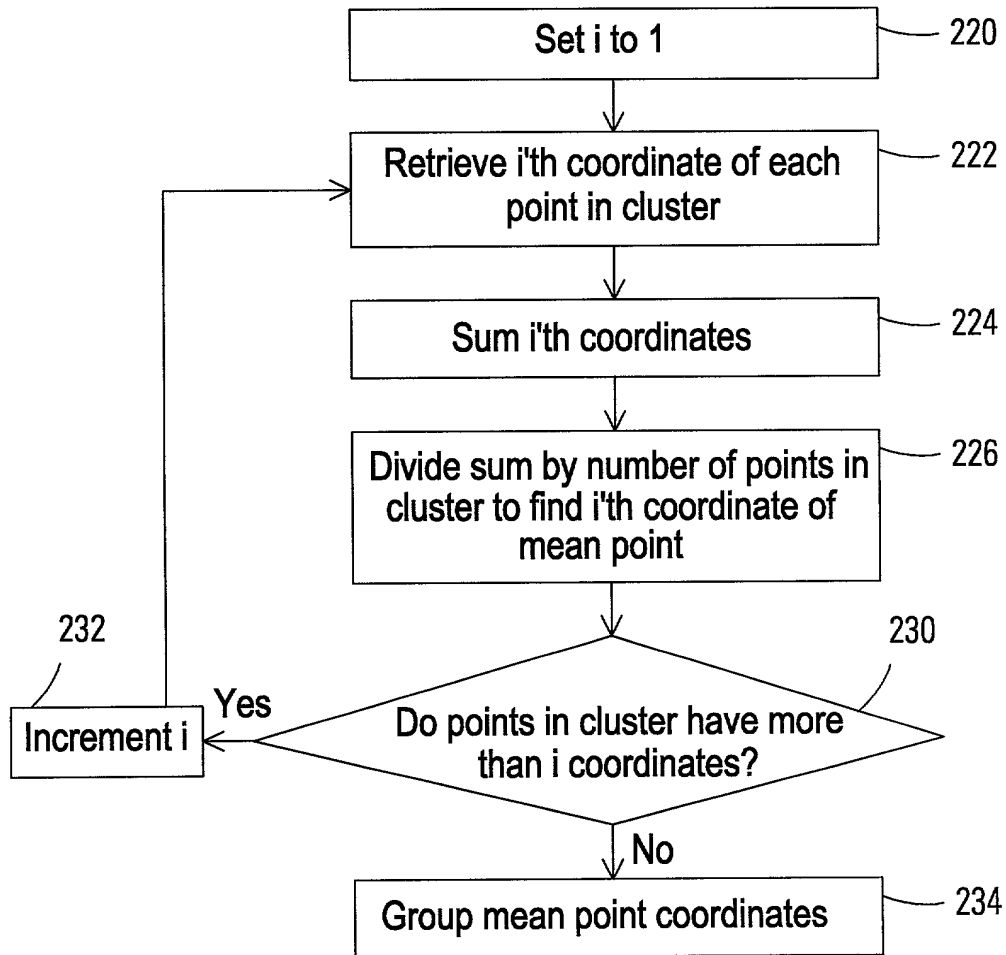 Set i to 1
220
Retrieve i'th coordinate of each
point in cluster
222
Sum i'th coordinates
224
Divide sum by number of points in
cluster to find i'th coordinate of
mean point
226
232
230
Yes
Increment i
Do points in cluster have more
than i coordinates?
No
Group mean point coordinates
234